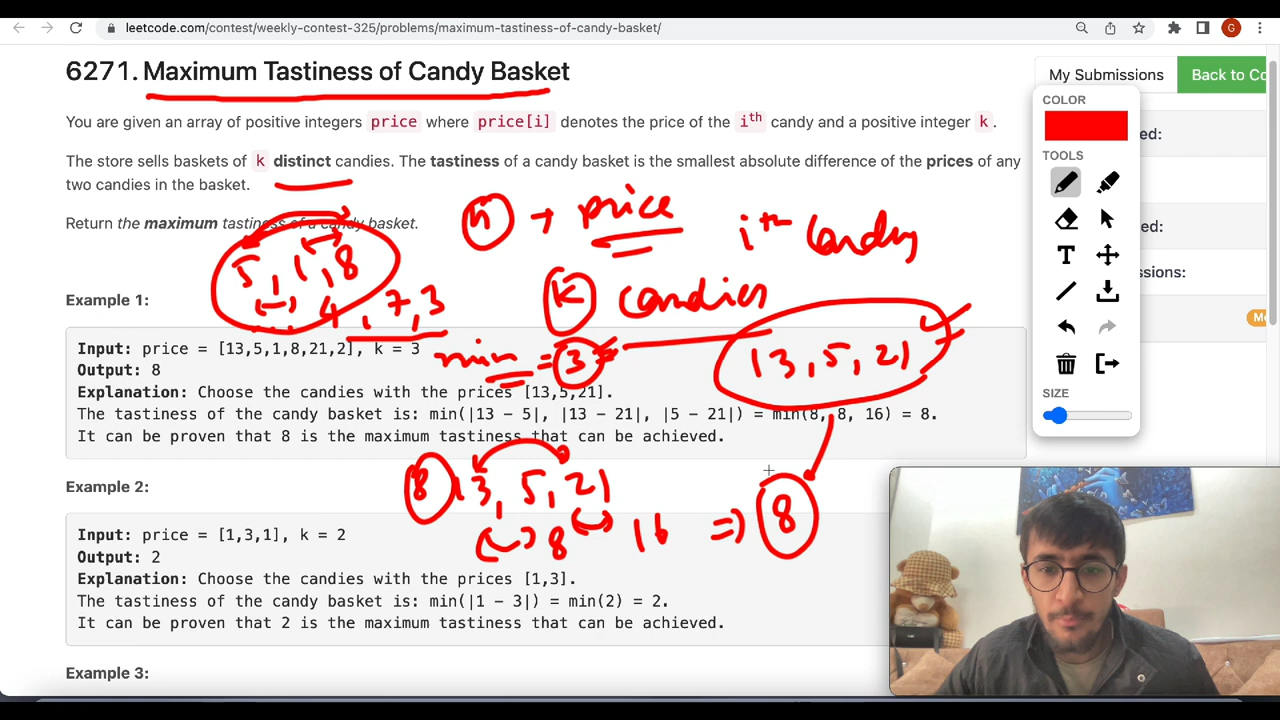 leetcode.com/contest/weekly-contest-325/problems/maximum-tastiness-of-candy-basket/
G
6271. Maximum Tastiness of Candy Basket
My Submissions
Back to Co
You are given an array of positive integers price where price[i] denotes the price of the ith candy and a positive integer k.
ed:
The store sells baskets of k distinct candies. The tastiness of a candy basket is the smallest absolute difference of the prices of any
two candies in the basket.
Return the maximum tastiness of a candy basket.
ed:
ssions:
Me
n → price
ith candy
5, 1, 8
4, 7, 3
k candies
min = 3
13, 5, 21
Example 1:
Input: price = [13,5,1,8,21,2], k = 3
Output: 8
Explanation: Choose the candies with the prices [13,5,21].
The tastiness of the candy basket is: min(|13 - 5|, |13 - 21|, |5 - 21|) = min(8, 8, 16) = 8.
It can be proven that 8 is the maximum tastiness that can be achieved.
8 13, 5, 21
8 16 => 8
Example 2:
Input: price = [1,3,1], k = 2
Output: 2
Explanation: Choose the candies with the prices [1,3].
The tastiness of the candy basket is: min(|1 - 3|) = min(2) = 2.
It can be proven that 2 is the maximum tastiness that can be achieved.
Example 3:
COLOR
TOOLS
T
SIZE